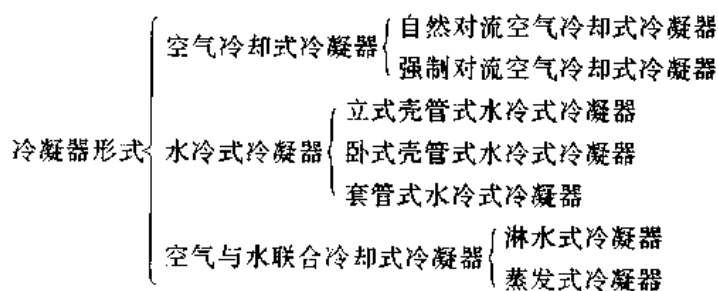 冷凝器形式
空气冷却式冷凝器
自然对流空气冷却式冷凝器
强制对流空气冷却式冷凝器
水冷式冷凝器
立式壳管式水冷式冷凝器
卧式壳管式水冷式冷凝器
套管式水冷式冷凝器
空气与水联合冷却式冷凝器
淋水式冷凝器
蒸发式冷凝器